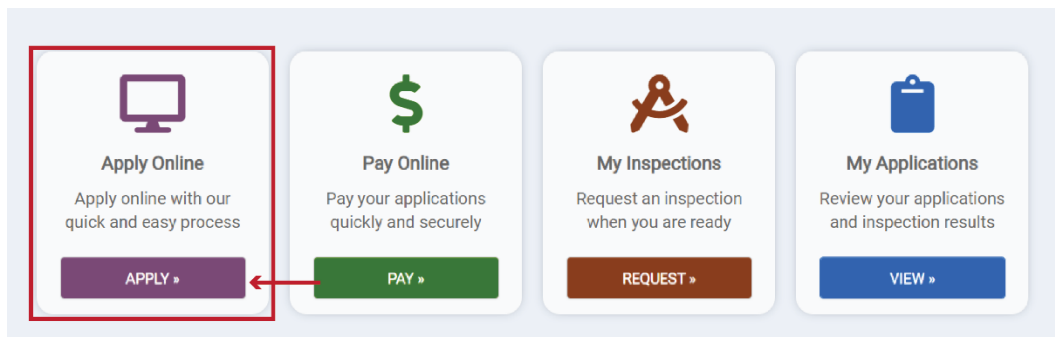 Apply Online
Apply online with our
quick and easy process
APPLY »
Pay Online
Pay your applications
quickly and securely
PAY »
My Inspections
Request an inspection
when you are ready
REQUEST »
My Applications
Review your applications
and inspection results
VIEW »